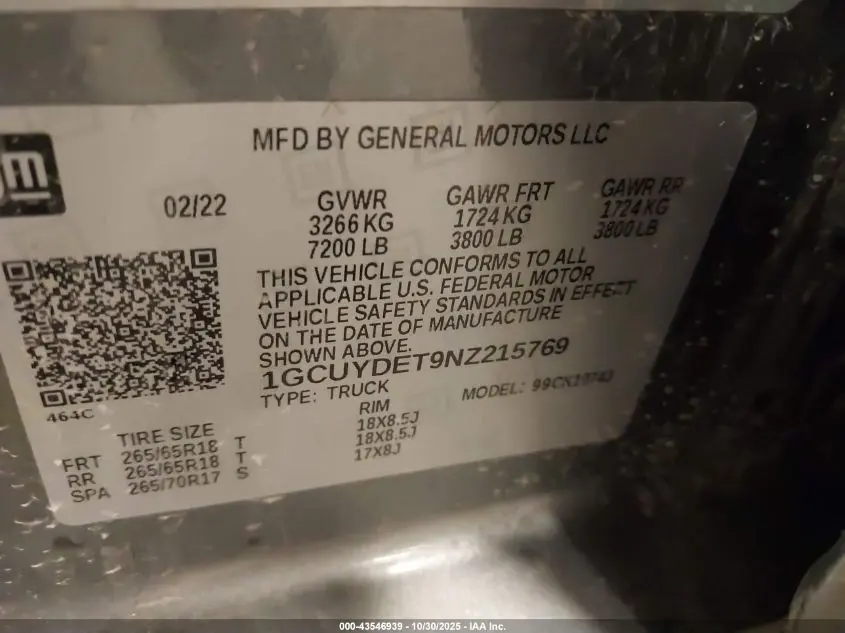 gm
MFD BY GENERAL MOTORS LLC
02/22
GVWR
3266 KG
7200 LB
GAWR FRT
1724 KG
3800 LB
GAWR RR
1724 KG
3800 LB
THIS VEHICLE CONFORMS TO ALL
APPLICABLE U.S. FEDERAL MOTOR
VEHICLE SAFETY STANDARDS IN EFFECT
ON THE DATE OF MANUFACTURE
SHOWN ABOVE.
1GCUYDET9NZ215769
TYPE: TRUCK
MODEL:
464C
TIRE SIZE
RIM
FRT 265/65R18 T 18X8.5J
RR 265/65R18 T 18X8.5J
SPA 265/70R17 S 17X8J
000-43546939 - 10/30/2025 - IAA Inc.